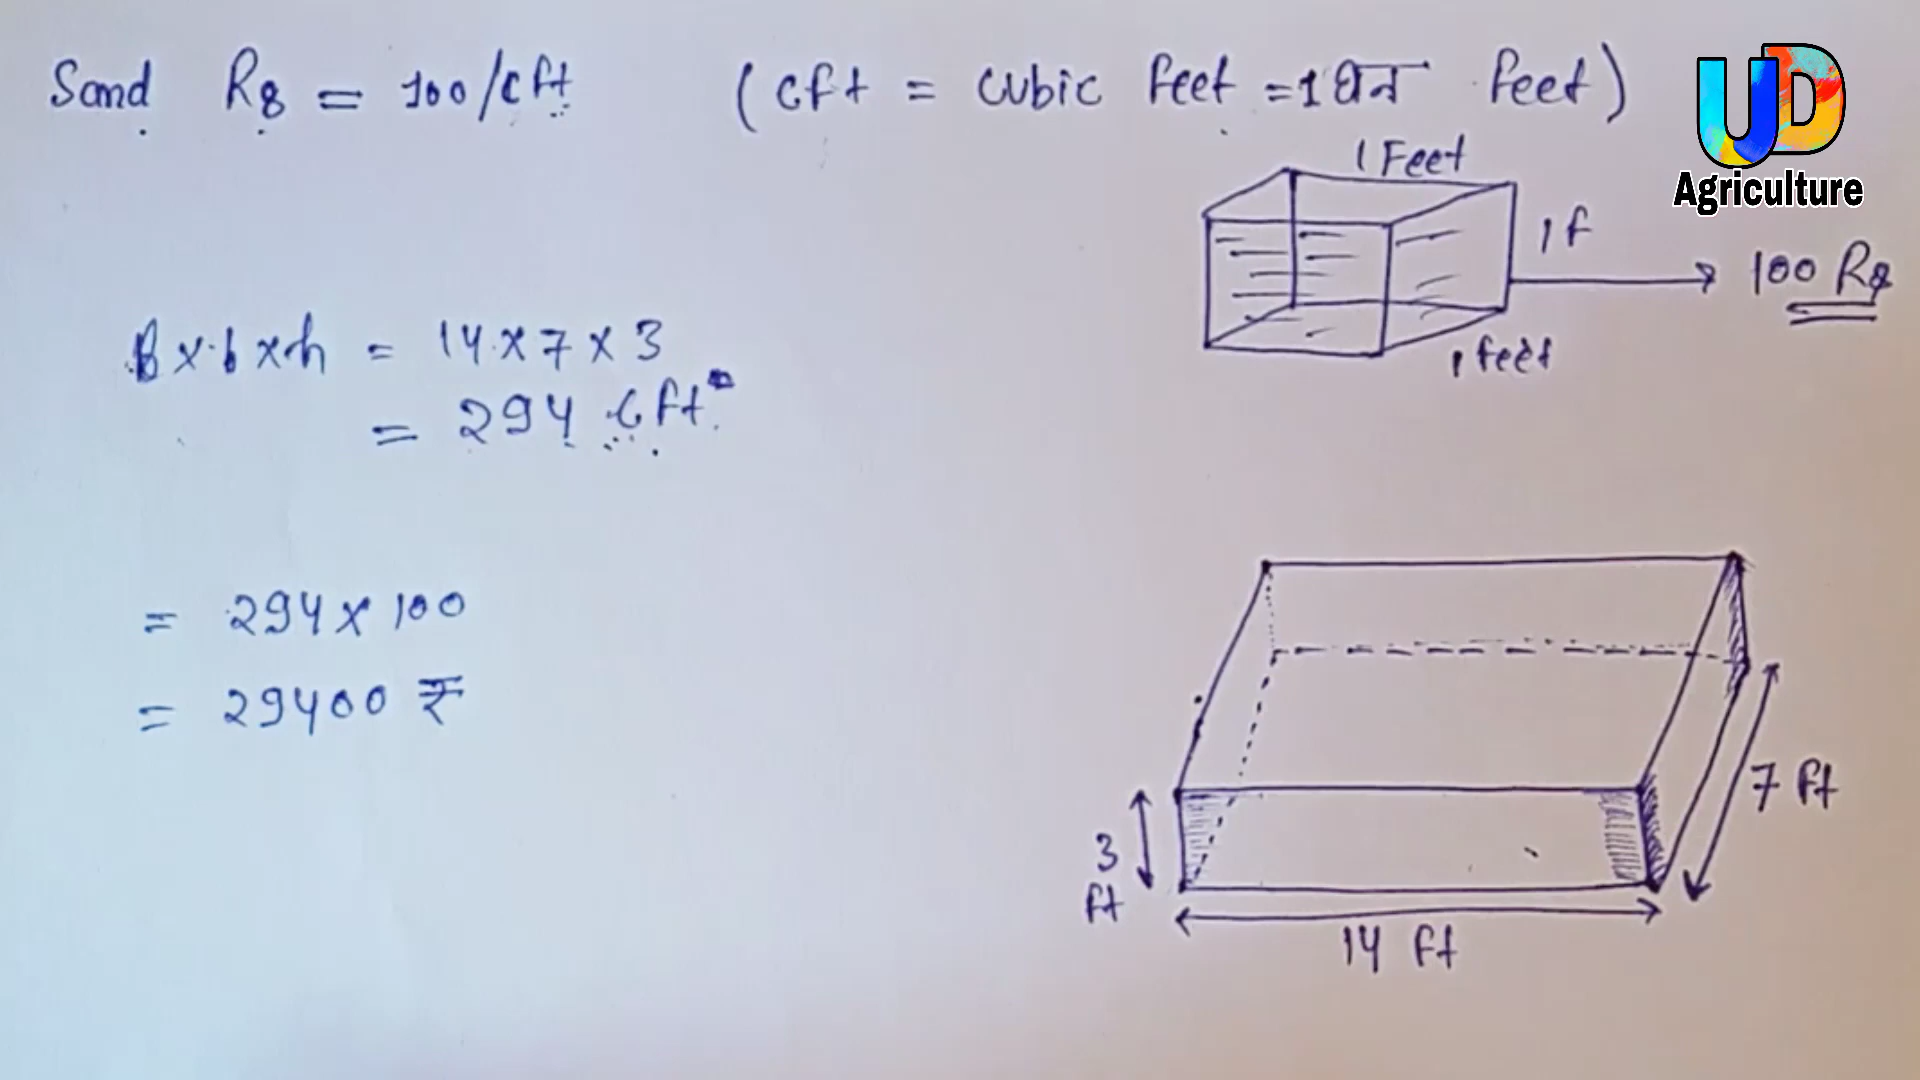 Sand Rs = 100/cft (cft = cubic feet = 1 घन feet)
UD
Agriculture
1 Feet
1 f
100 Rs
1 feet
l x b x h = 14 x 7 x 3
= 294 Cft
= 294 x 100
= 29400 ₹
7 ft
3
ft
14 ft